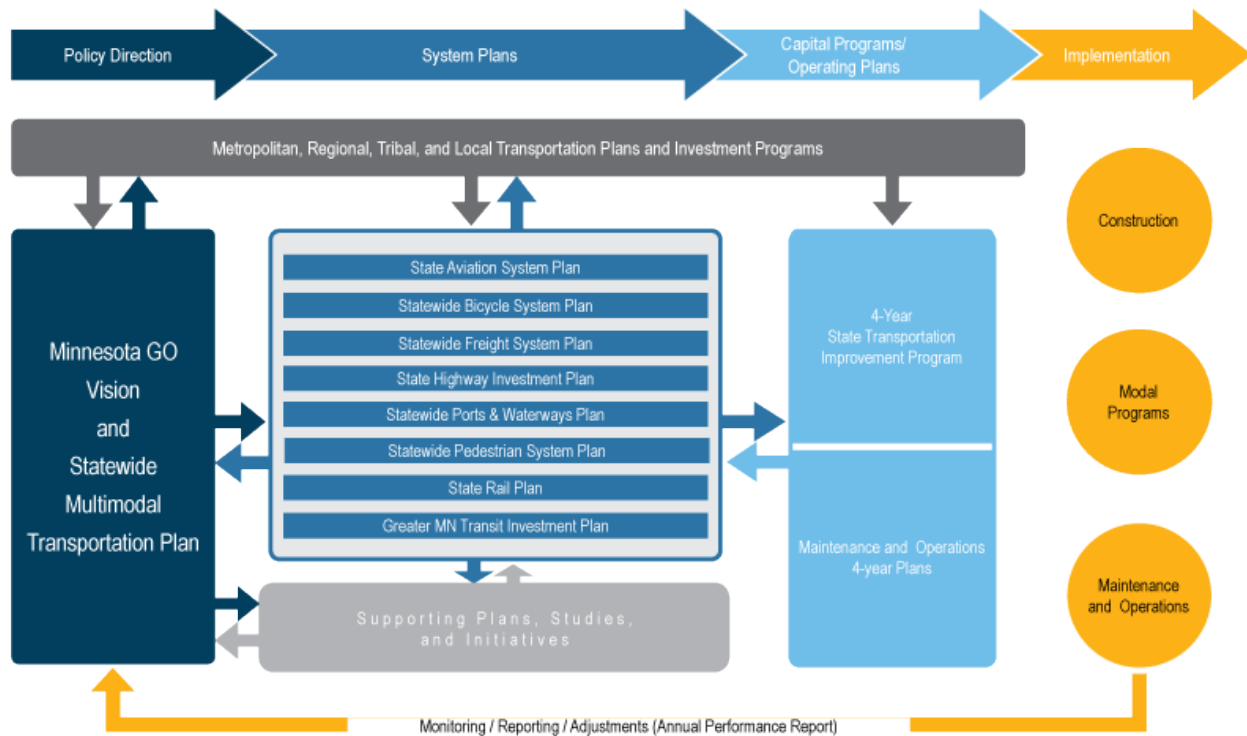 Policy Direction
System Plans
Capital Programs/
Operating Plans
Implementation
Metropolitan, Regional, Tribal, and Local Transportation Plans and Investment Programs
Minnesota GO
Vision
and
Statewide
Multimodal
Transportation Plan
State Aviation System Plan
Statewide Bicycle System Plan
Statewide Freight System Plan
State Highway Investment Plan
Statewide Ports & Waterways Plan
Statewide Pedestrian System Plan
State Rail Plan
Greater MN Transit Investment Plan
Supporting Plans, Studies,
and Initiatives
4-Year
State Transportation
Improvement Program
Maintenance and Operations
4-year Plans
Construction
Modal
Programs
Maintenance
and Operations
Monitoring / Reporting / Adjustments (Annual Performance Report)